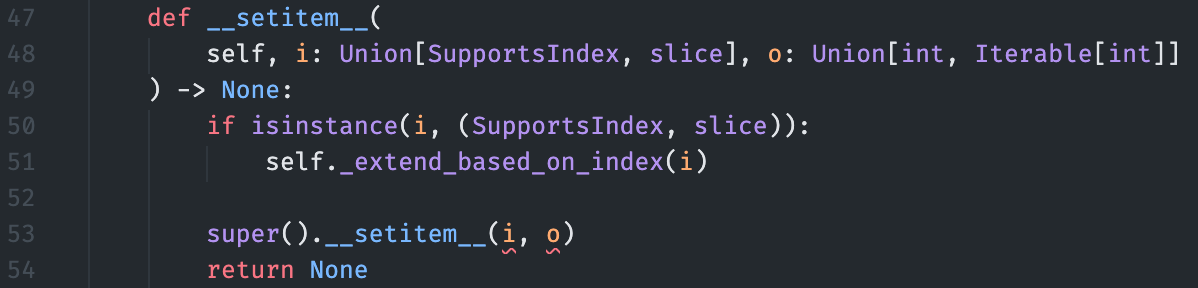 47 def __setitem__(
48 self, i: Union[SupportsIndex, slice], o: Union[int, Iterable[int]]
49 ) -> None:
50 if isinstance(i, (SupportsIndex, slice)):
51 self._extend_based_on_index(i)
52
53 super().__setitem__(i, o)
54 return None